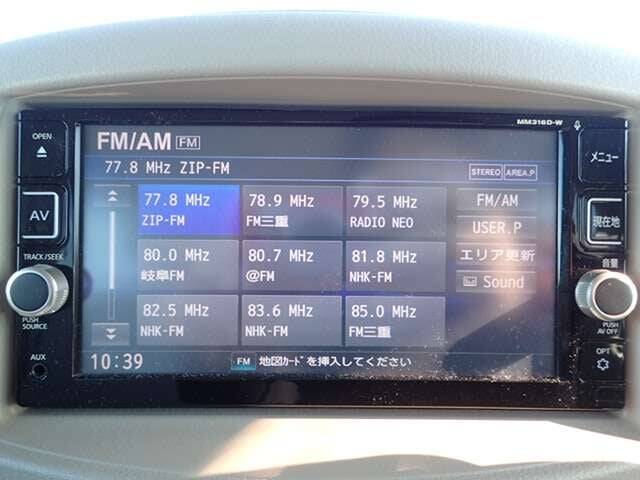 MM316D-W
OPEN
AV
TRACK/SEEK
PUSH
SOURCE
AUX
FM/AM FM
77.8 MHz ZIP-FM
STEREO AREA.P
77.8 MHz
ZIP-FM
78.9 MHz
FM三重
79.5 MHz
RADIO NEO
80.0 MHz
岐阜FM
80.7 MHz
@FM
81.8 MHz
NHK-FM
82.5 MHz
NHK-FM
83.6 MHz
NHK-FM
85.0 MHz
FM三重
FM/AM
USER.P
エリア更新
Sound
10:39
FM 地図ｶｰﾄﾞを挿入してください
メニュー
現在地
音量
PUSH
AV OFF
OPT